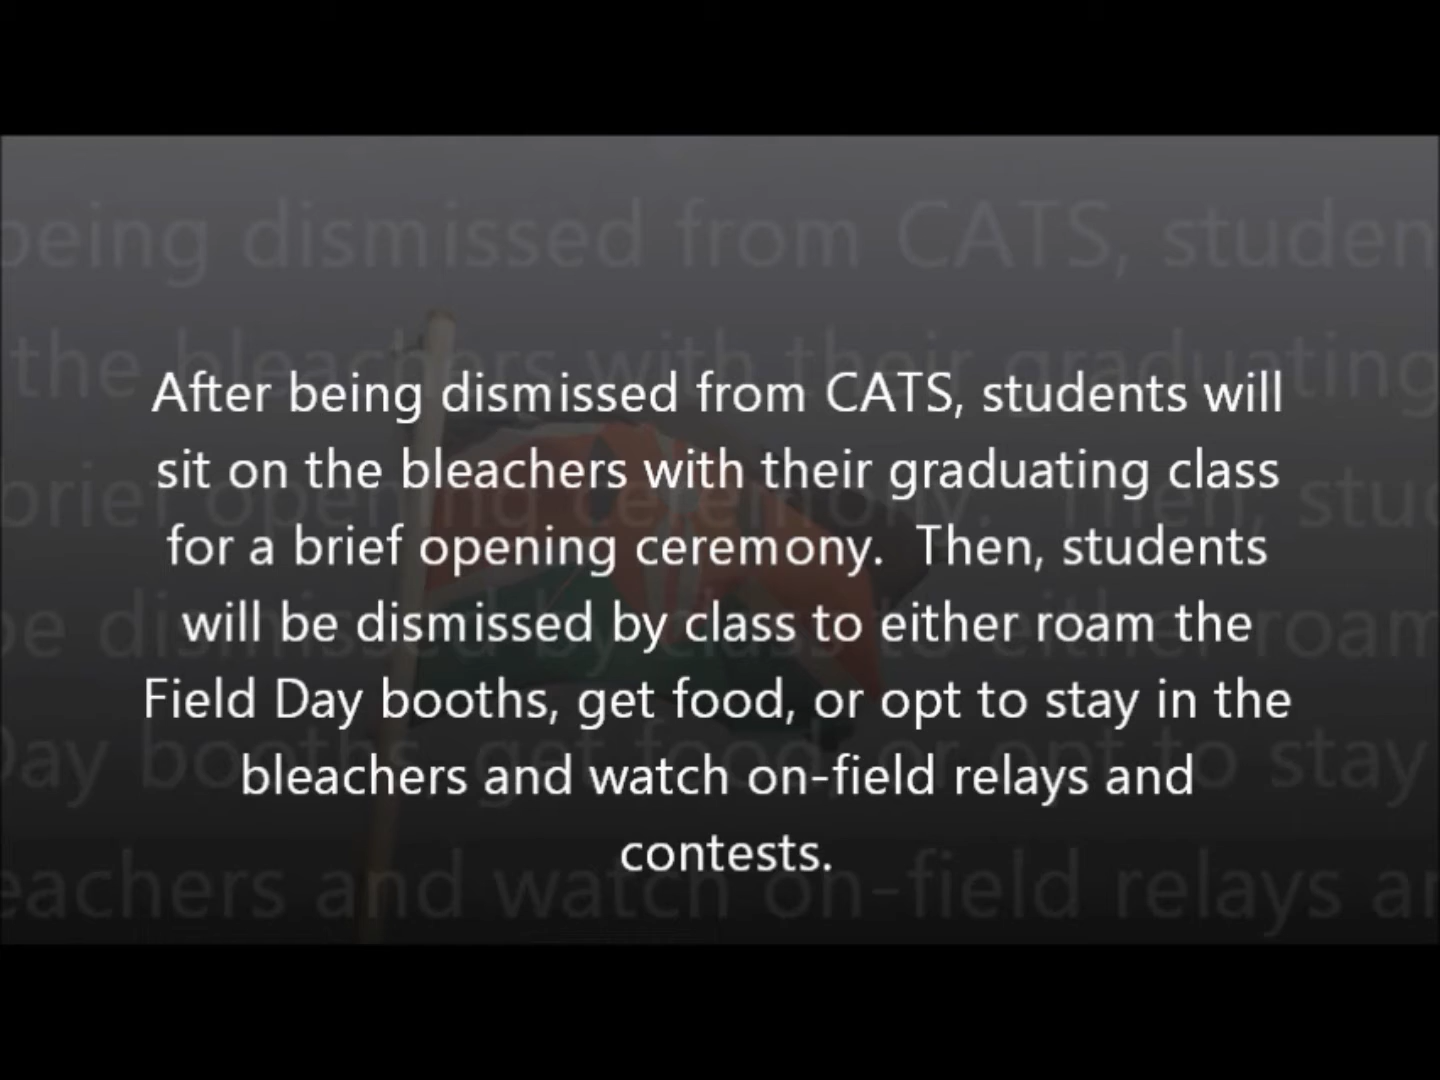 After being dismissed from CATS, students will
sit on the bleachers with their graduating class
for a brief opening ceremony.  Then, students
will be dismissed by class to either roam the
Field Day booths, get food, or opt to stay in the
bleachers and watch on-field relays and
contests.